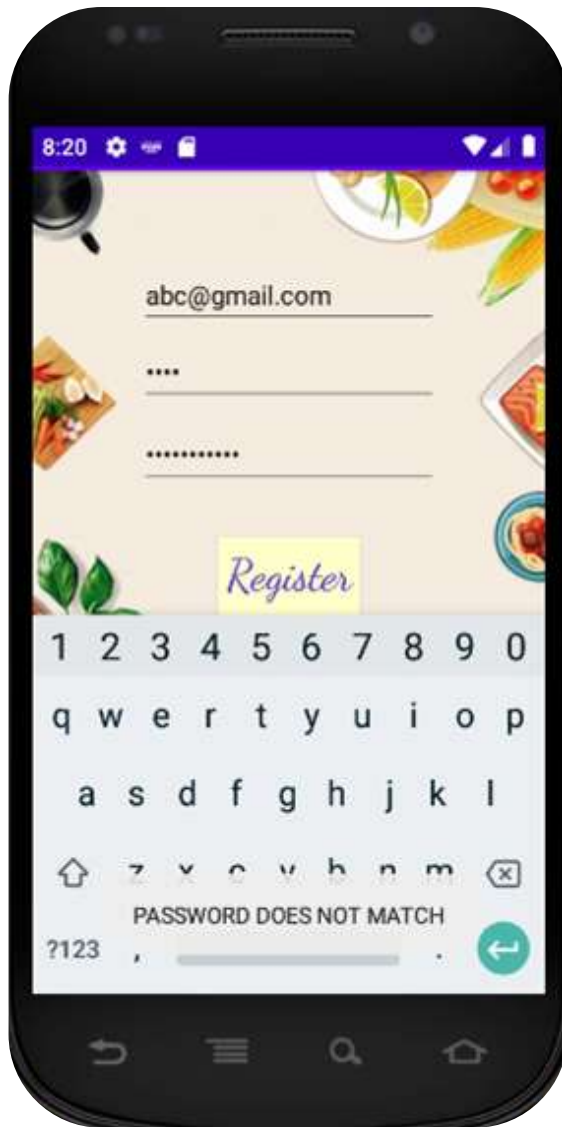 8:20
abc@gmail.com
••••
•••••••••••
Register
1 2 3 4 5 6 7 8 9 0
q w e r t y u i o p
a s d f g h j k l
z x c v b n m
PASSWORD DOES NOT MATCH
?123 , .